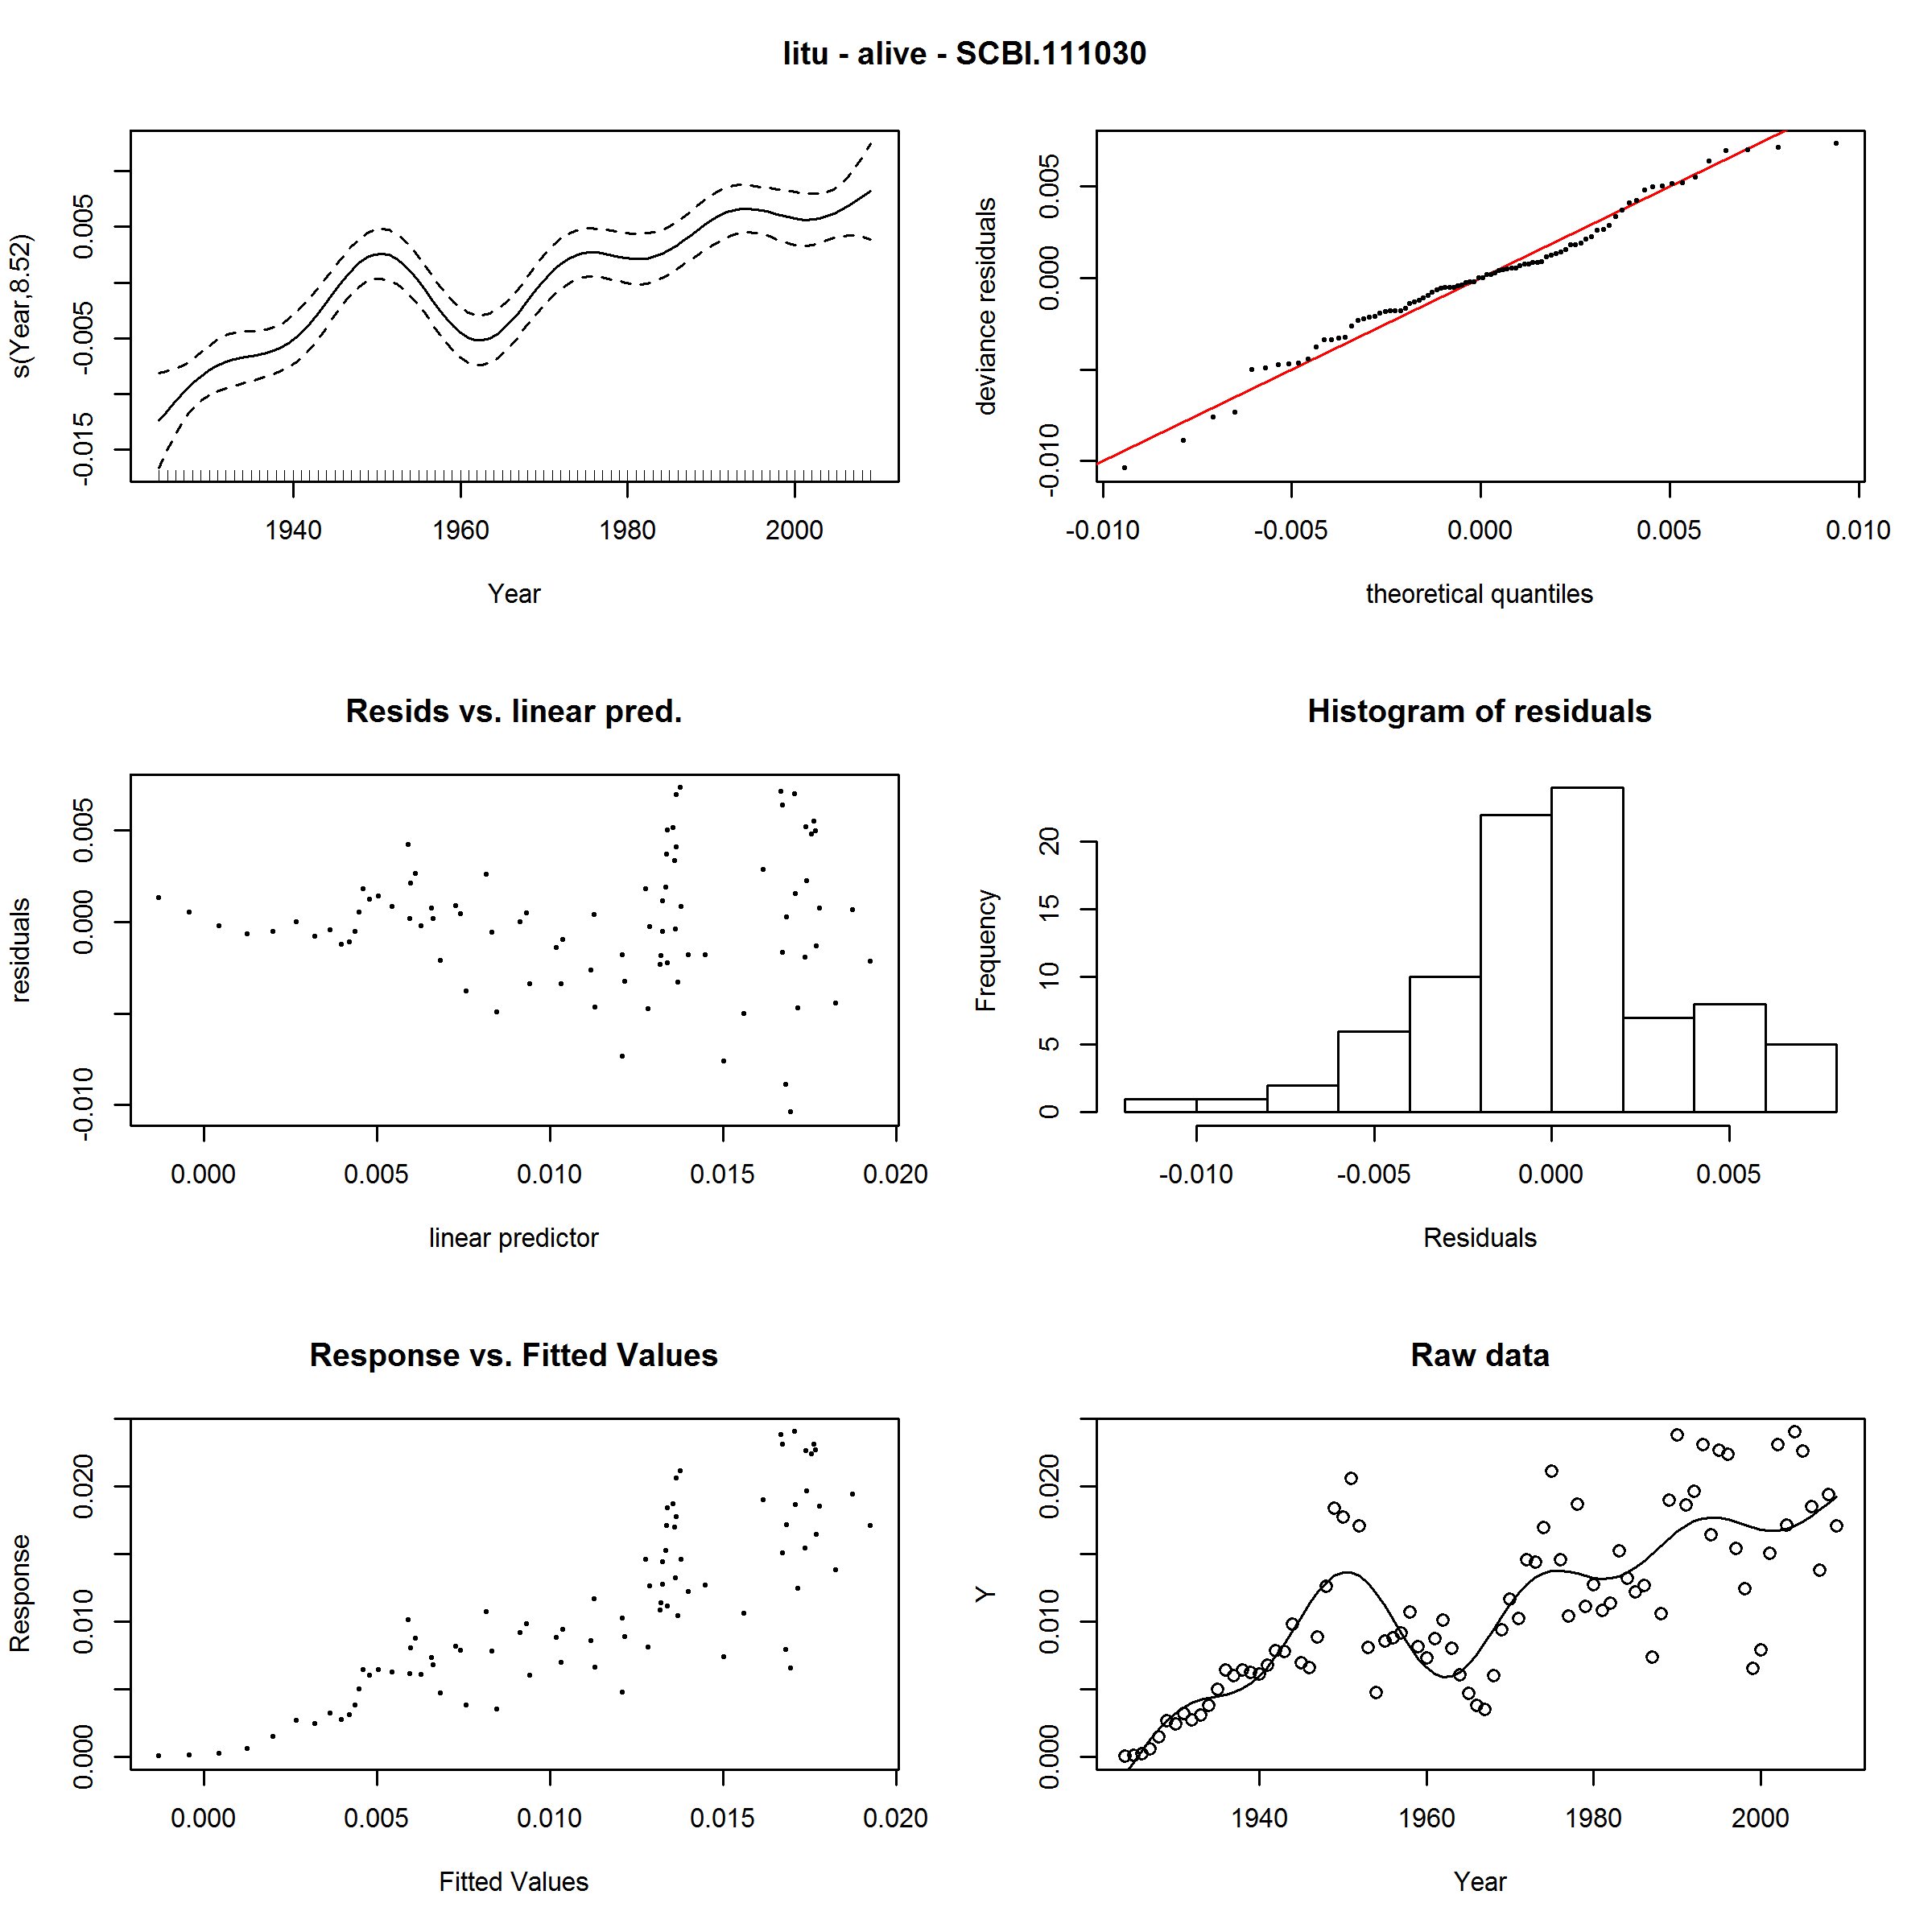 litu - alive - SCBI.111030
s(Year,8.52)
-0.015 -0.005 0.005
1940 1960 1980 2000
Year
deviance residuals
-0.010 0.000 0.005
-0.010 -0.005 0.000 0.005 0.010
theoretical quantiles
Resids vs. linear pred.
residuals
-0.010 0.000 0.005
0.000 0.005 0.010 0.015 0.020
linear predictor
Histogram of residuals
Frequency
0 5 10 15 20
-0.010 -0.005 0.000 0.005
Residuals
Response vs. Fitted Values
Response
0.000 0.010 0.020
0.000 0.005 0.010 0.015 0.020
Fitted Values
Raw data
Y
0.000 0.010 0.020
1940 1960 1980 2000
Year